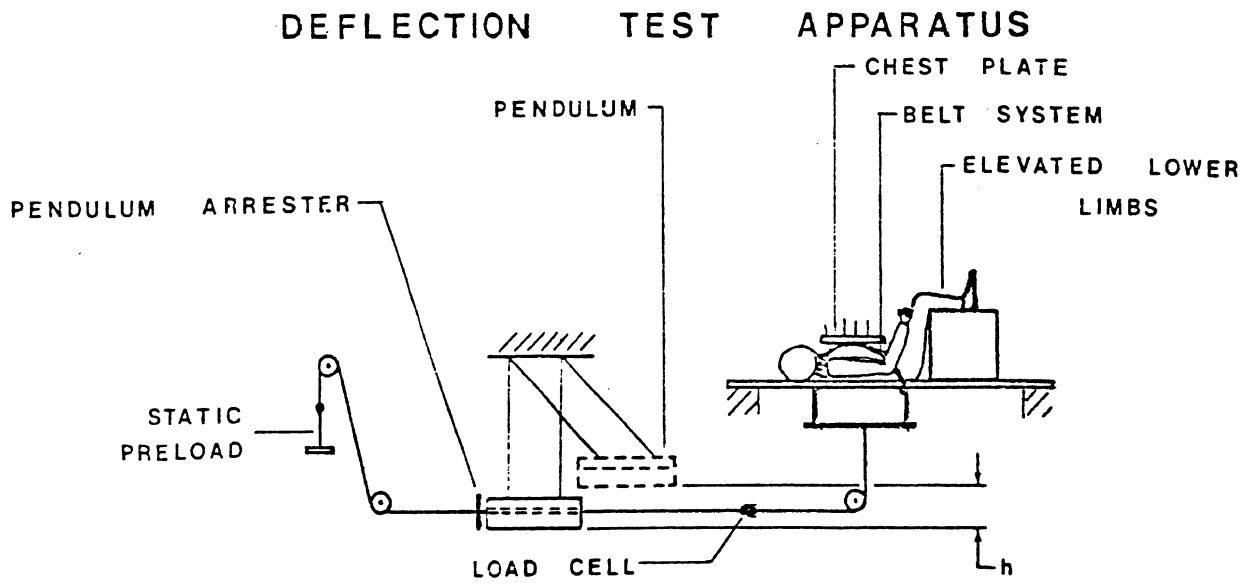 DEFLECTION TEST APPARATUS
CHEST PLATE
PENDULUM
BELT SYSTEM
ELEVATED LOWER
LIMBS
PENDULUM ARRESTER
STATIC
PRELOAD
LOAD CELL
h